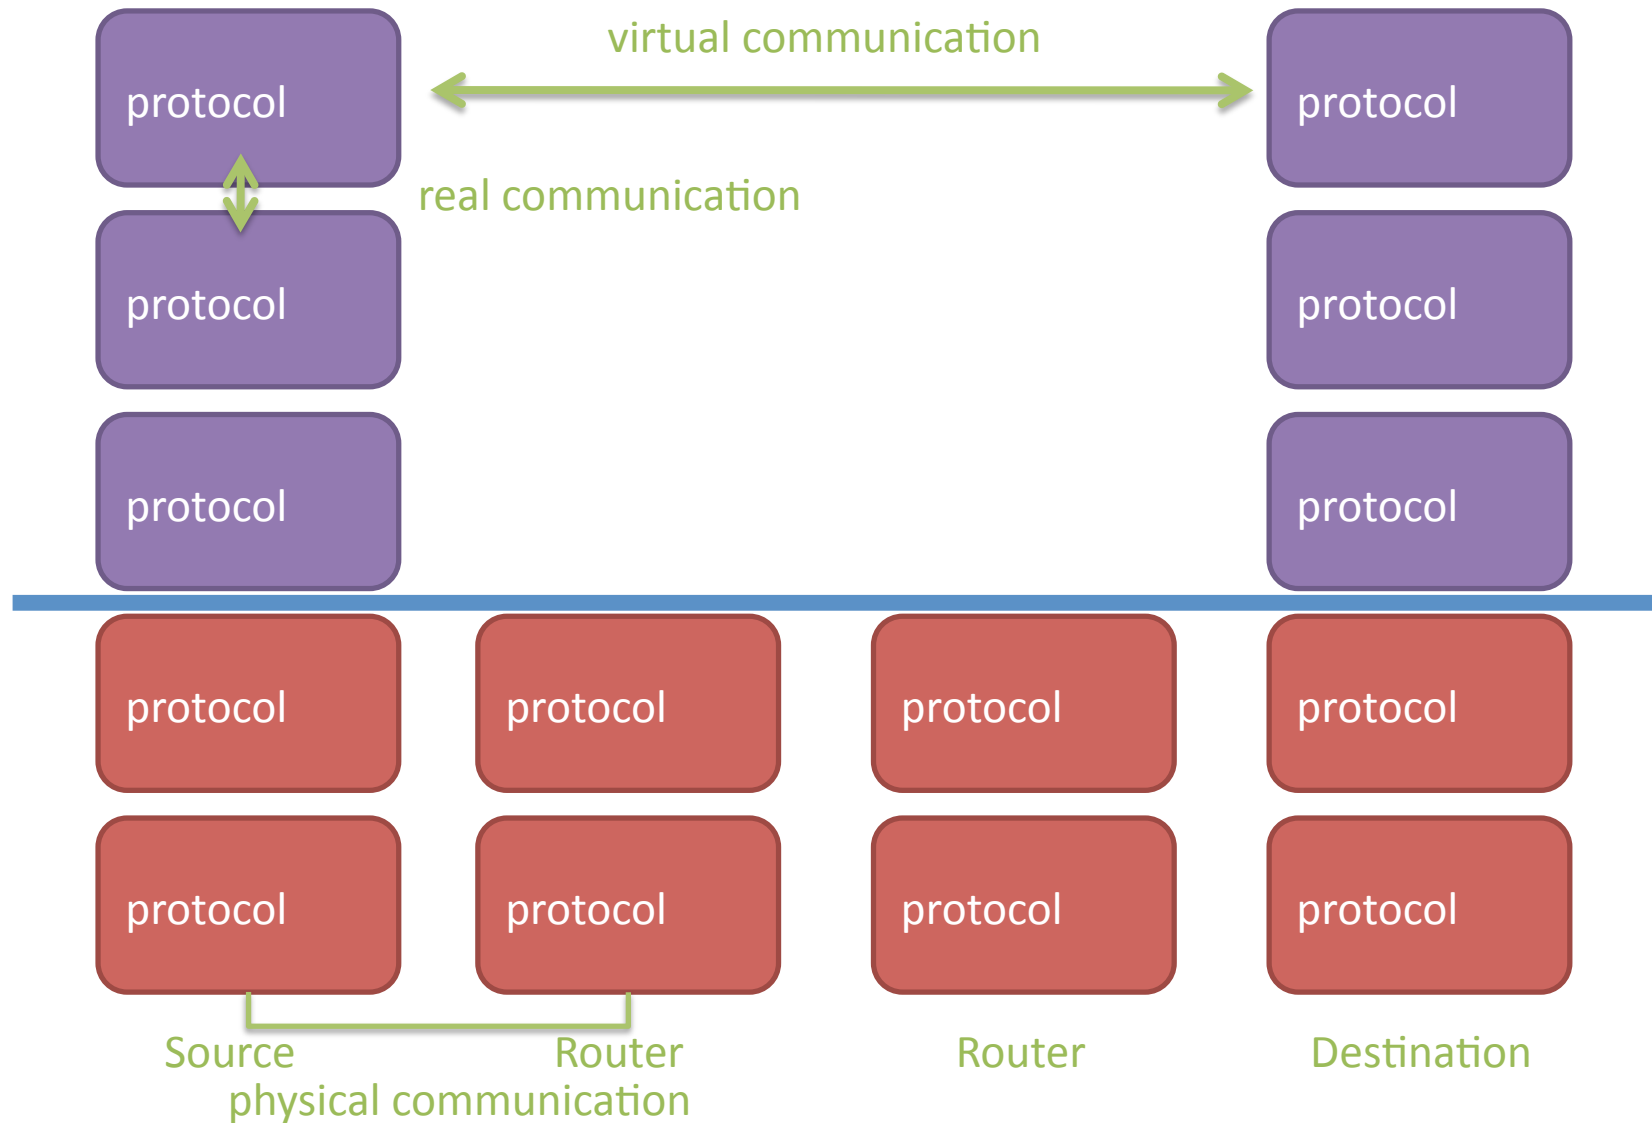 virtual communication
protocol
protocol
real communication
protocol
protocol
protocol
protocol
protocol
protocol
protocol
protocol
protocol
protocol
protocol
protocol
Source
Router
Router
Destination
physical communication